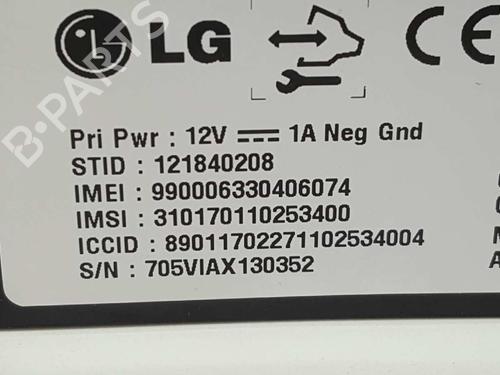 LG CE
Pri Pwr : 12V ⎓ 1A Neg Gnd
STID : 121840208
IMEI : 990006330406074
IMSI : 310170110253400
ICCID : 89011702271102534004
S/N : 705VIAX130352
B-PARTS